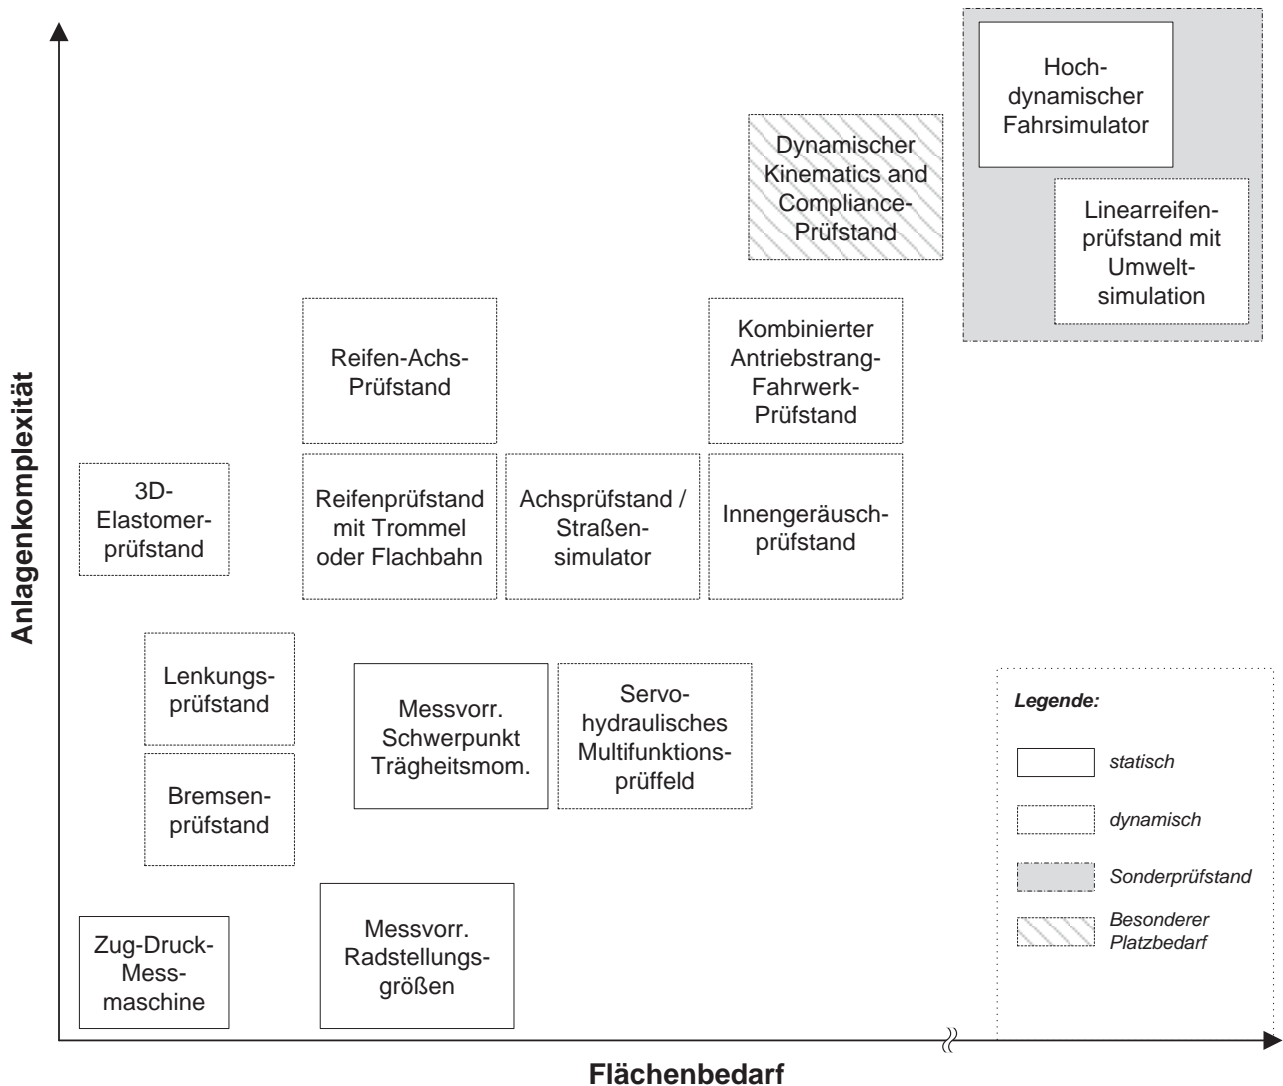 Hoch-
dynamischer
Fahrsimulator
Dynamischer
Kinematics and
Compliance-
Prüfstand
Linearreifen-
prüfstand mit
Umwelt-
simulation
Reifen-Achs-
Prüfstand
Kombinierter
Antriebstrang-
Fahrwerk-
Prüfstand
Anlagenkomplexität
3D-
Elastomer-
prüfstand
Reifenprüfstand
mit Trommel
oder Flachbahn
Achsprüfstand /
Straßen-
simulator
Innengeräusch-
prüfstand
Lenkungs-
prüfstand
Messvorr.
Schwerpunkt
Trägheitsmom.
Servo-
hydraulisches
Multifunktions-
prüffeld
Bremsen-
prüfstand
Zug-Druck-
Mess-
maschine
Messvorr.
Radstellungs-
größen
Legende:
statisch
dynamisch
Sonderprüfstand
Besonderer
Platzbedarf
Flächenbedarf